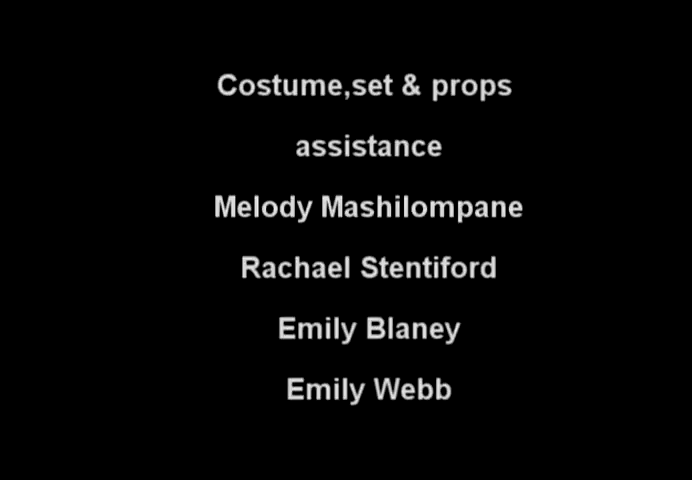 Costume,set & props
assistance
Melody Mashilompane
Rachael Stentiford
Emily Blaney
Emily Webb